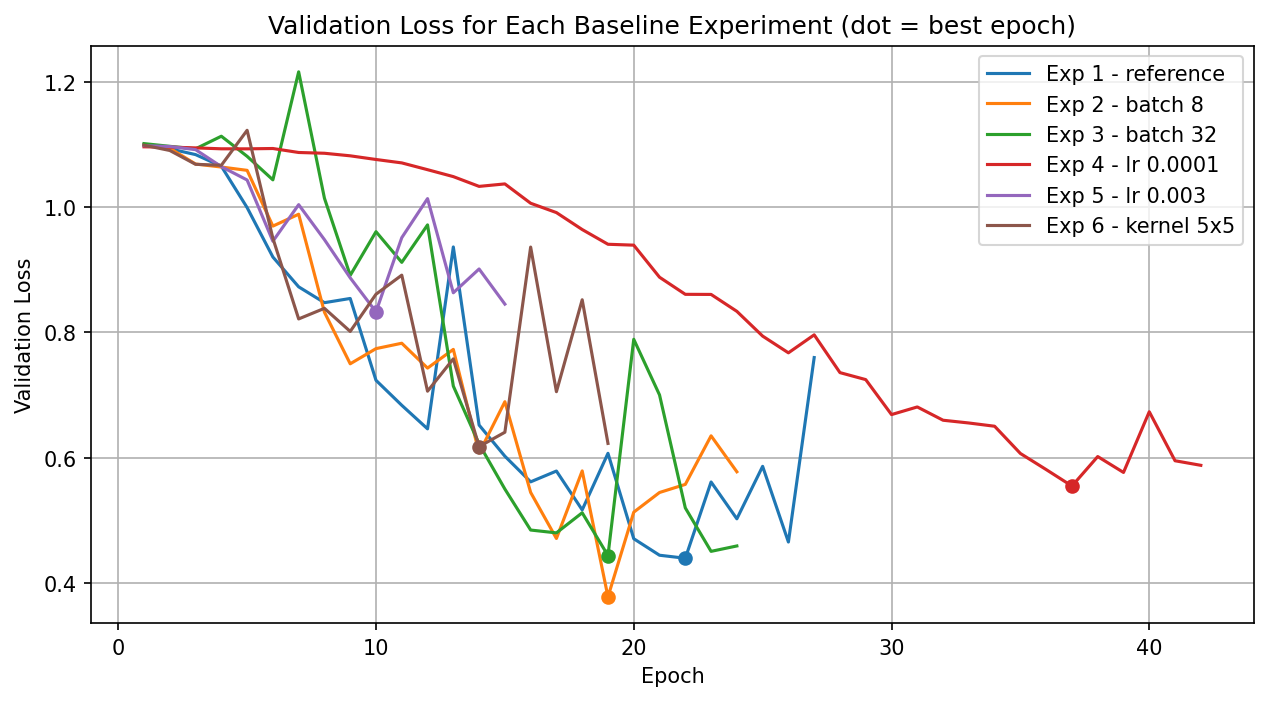 Validation Loss for Each Baseline Experiment (dot = best epoch)
Exp 1 - reference
Exp 2 - batch 8
Exp 3 - batch 32
Exp 4 - lr 0.0001
Exp 5 - lr 0.003
Exp 6 - kernel 5x5
Validation Loss
1.2
1.0
0.8
0.6
0.4
0
10
20
30
40
Epoch